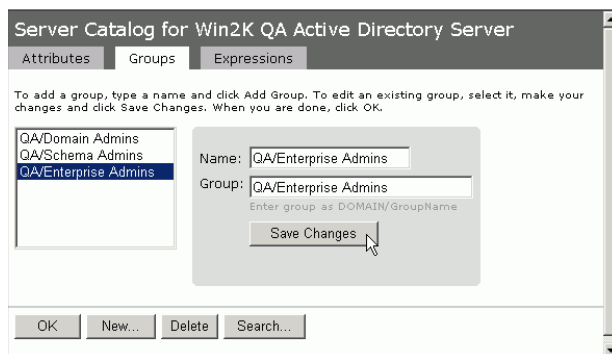 Server Catalog for Win2K QA Active Directory Server
Attributes Groups Expressions
To add a group, type a name and click Add Group. To edit an existing group, select it, make your
changes and click Save Changes. When you are done, click OK.
QA/Domain Admins
QA/Schema Admins
QA/Enterprise Admins
Name: QA/Enterprise Admins
Group: QA/Enterprise Admins
Enter group as DOMAIN/GroupName
Save Changes
OK New... Delete Search...